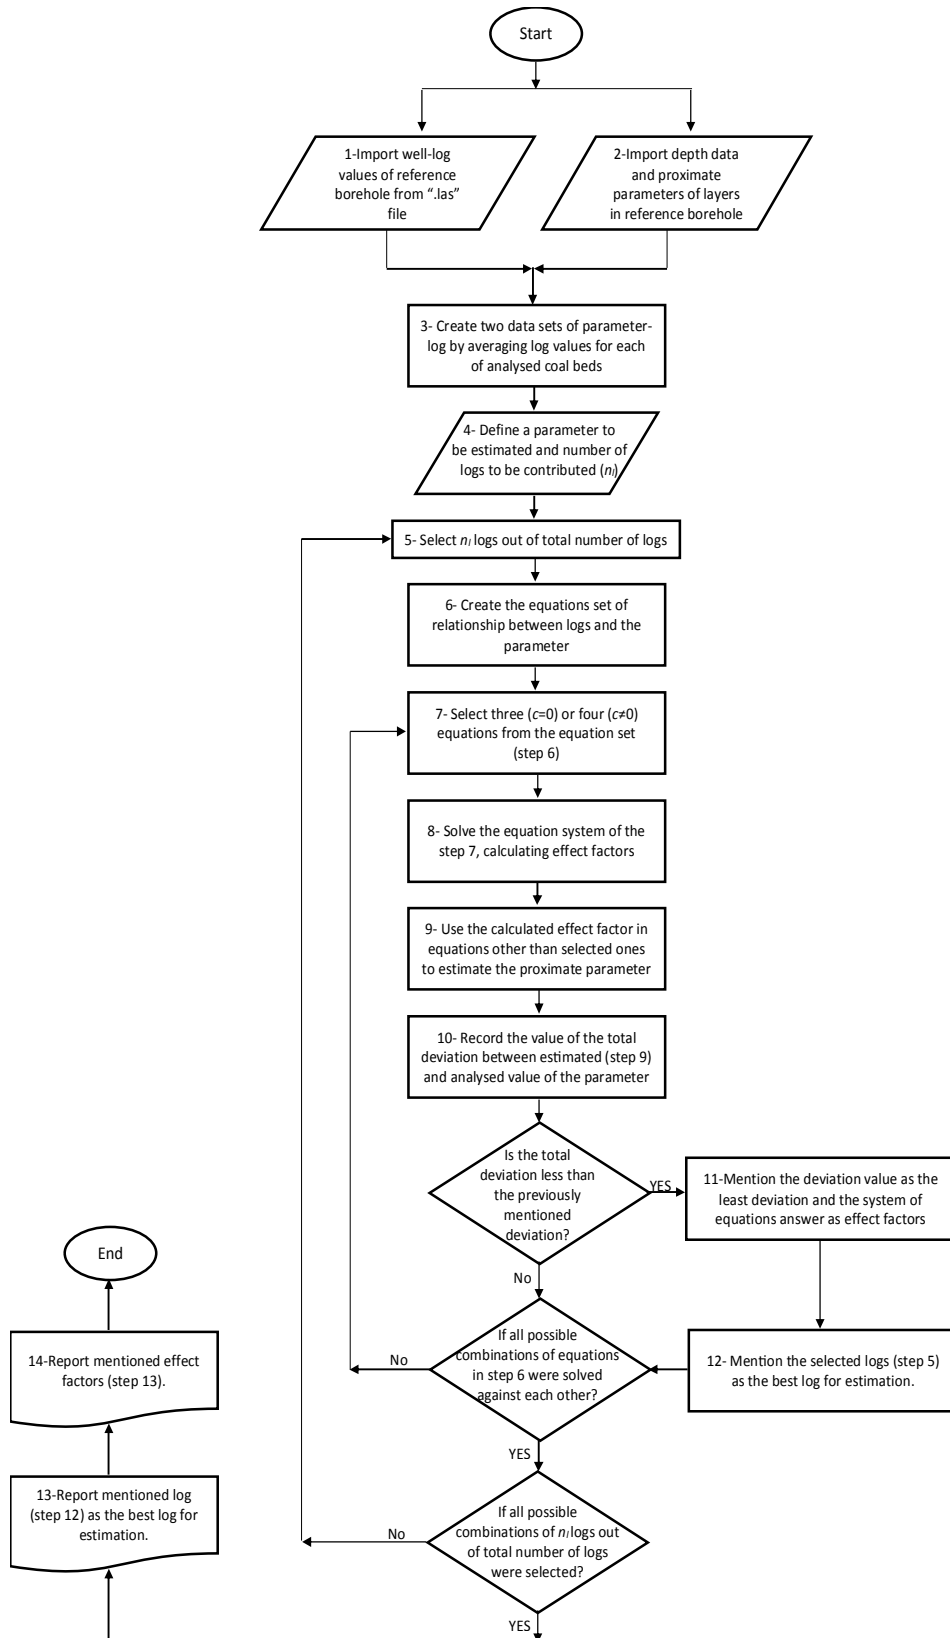 Start
1-Import well-log
values of reference
borehole from “.las”
file
2-Import depth data
and proximate
parameters of layers
in reference borehole
3- Create two data sets of parameter-
log by averaging log values for each
of analysed coal beds
4- Define a parameter to
be estimated and number of
logs to be contributed (nl)
5- Select nl logs out of total number of logs
6- Create the equations set of
relationship between logs and the
parameter
7- Select three (c=0) or four (c≠0)
equations from the equation set
(step 6)
8- Solve the equation system of the
step 7, calculating effect factors
9- Use the calculated effect factor in
equations other than selected ones
to estimate the proximate parameter
10- Record the value of the total
deviation between estimated (step 9)
and analysed value of the parameter
Is the total
deviation less than
the previously
mentioned
deviation?
YES
11-Mention the deviation value as the
least deviation and the system of
equations answer as effect factors
No
12- Mention the selected logs (step 5)
as the best log for estimation.
If all possible
combinations of equations
in step 6 were solved
against each other?
No
YES
If all possible
combinations of nl logs out
of total number of logs
were selected?
No
YES
13-Report mentioned log
(step 12) as the best log for
estimation.
14-Report mentioned effect
factors (step 13).
End